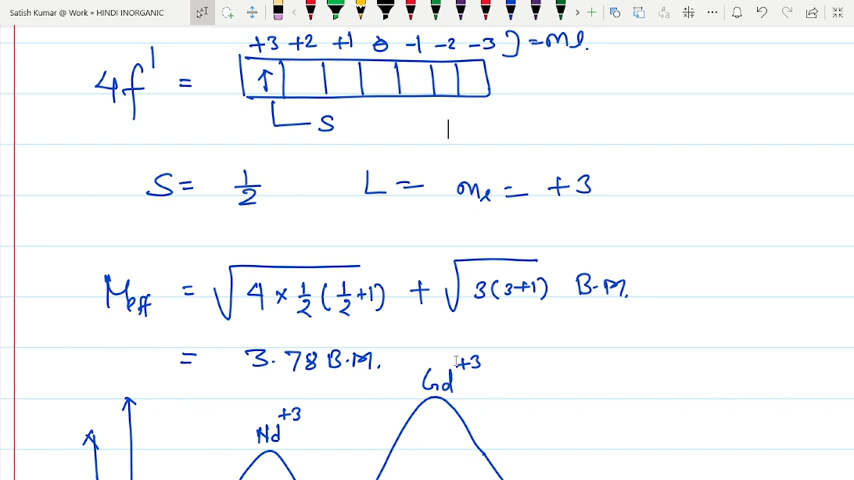 Satish Kumar @ Work • HINDI INORGANIC
+3 +2 +1 0 -1 -2 -3 ] = ml.
4f¹ = ↑
S
S = 1/2 L = ml = +3
μeff = √4 × 1/2 (1/2 + 1) + √3(3+1) B.M.
= 3.78 B.M.
Gd+3
Nd+3